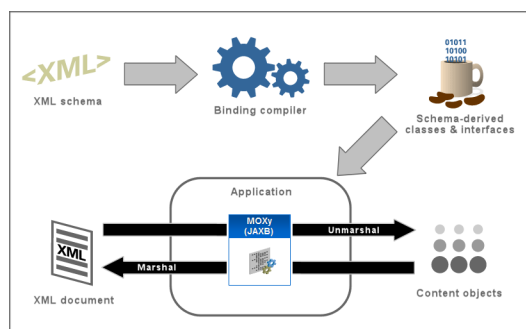 <XML>
XML schema
Binding compiler
01011
10100
10101
Schema-derived
classes & interfaces
Application
MOXy
(JAXB)
Unmarshal
Marshal
XML
XML document
Content objects